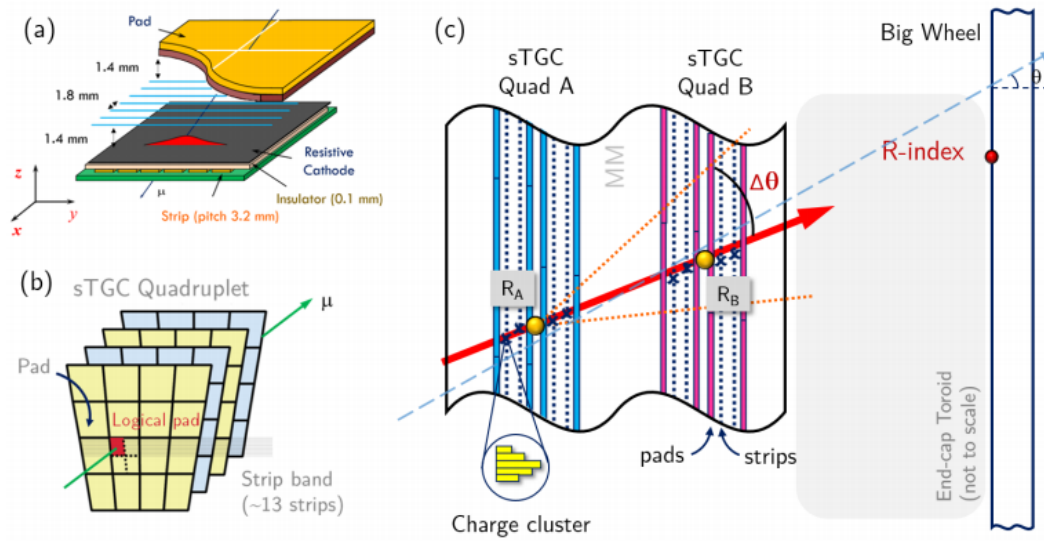 (a)
Pad
1.4 mm
1.8 mm
1.4 mm
Resistive
Cathode
Insulator (0.1 mm)
Strip (pitch 3.2 mm)
μ
z
y
x
(b)
sTGC Quadruplet
μ
Pad
Logical pad
Strip band
(~13 strips)
(c)
sTGC
Quad A
sTGC
Quad B
Big Wheel
θ
R-index
MM
Δθ
R_A
R_B
pads
strips
Charge cluster
End-cap Toroid
(not to scale)